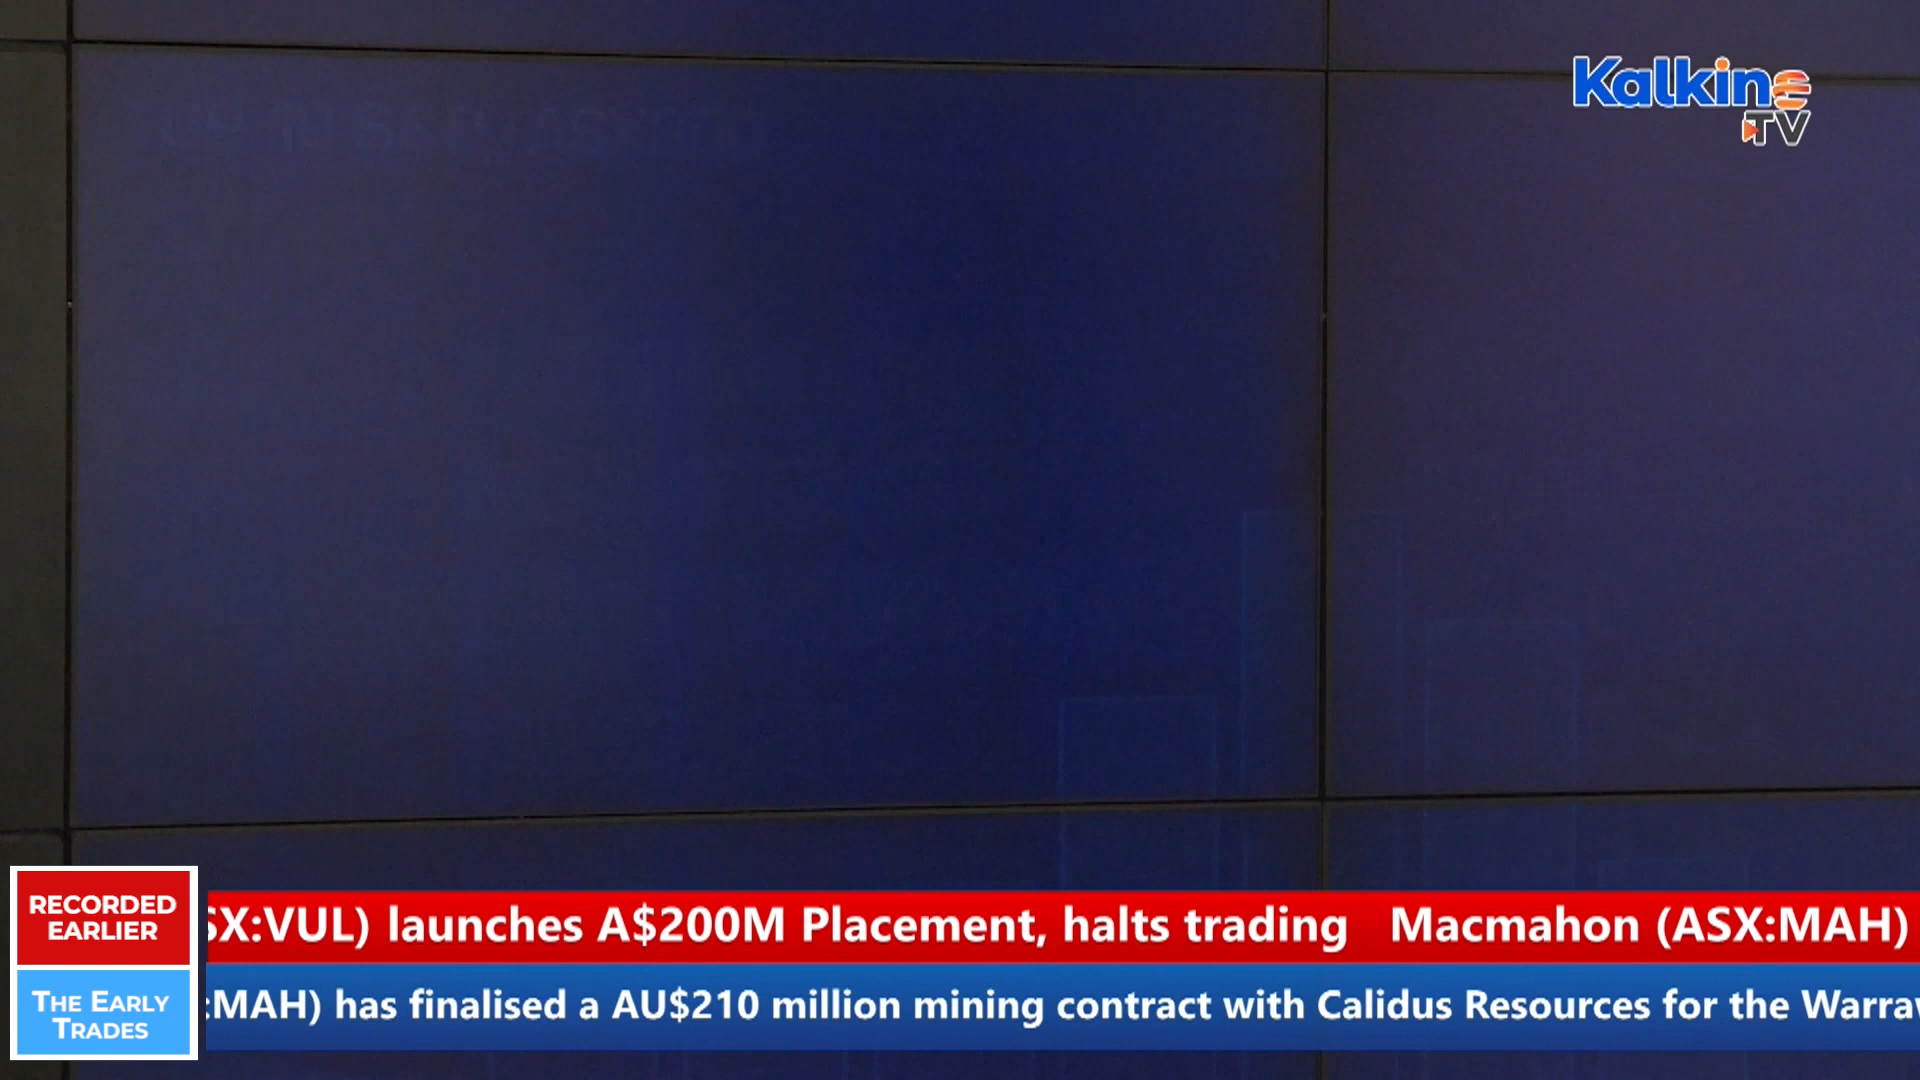 Kalkine
TV
RECORDED
EARLIER
SX:VUL) launches A$200M Placement, halts trading Macmahon (ASX:MAH)
THE EARLY
TRADES
:MAH) has finalised a AU$210 million mining contract with Calidus Resources for the